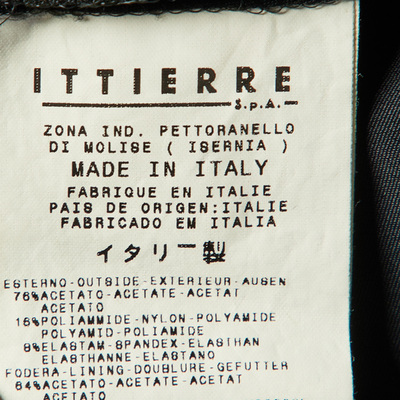 ITTIERRE
S.p.A.
ZONA IND. PETTORANELLO
DI MOLISE ( ISERNIA )
MADE IN ITALY
FABRIQUE EN ITALIE
PAIS DE ORIGEN:ITALIE
FABRICADO EM ITALIA
イタリー製
ESTERNO-OUTSIDE-EXTERIEUR-AUSEN
76%ACETATO-ACETATE-ACETAT
ACETATO
16%POLIAMMIDE-NYLON-POLYAMIDE
POLYAMID-POLIAMIDE
8%ELASTAM-SPANDEX-ELASTHAN
ELASTHANNE-ELASTANO
FODERA-LINING-DOUBLURE-GEFUTTER
64%ACETATO-ACETATE-ACETAT
ACETATO